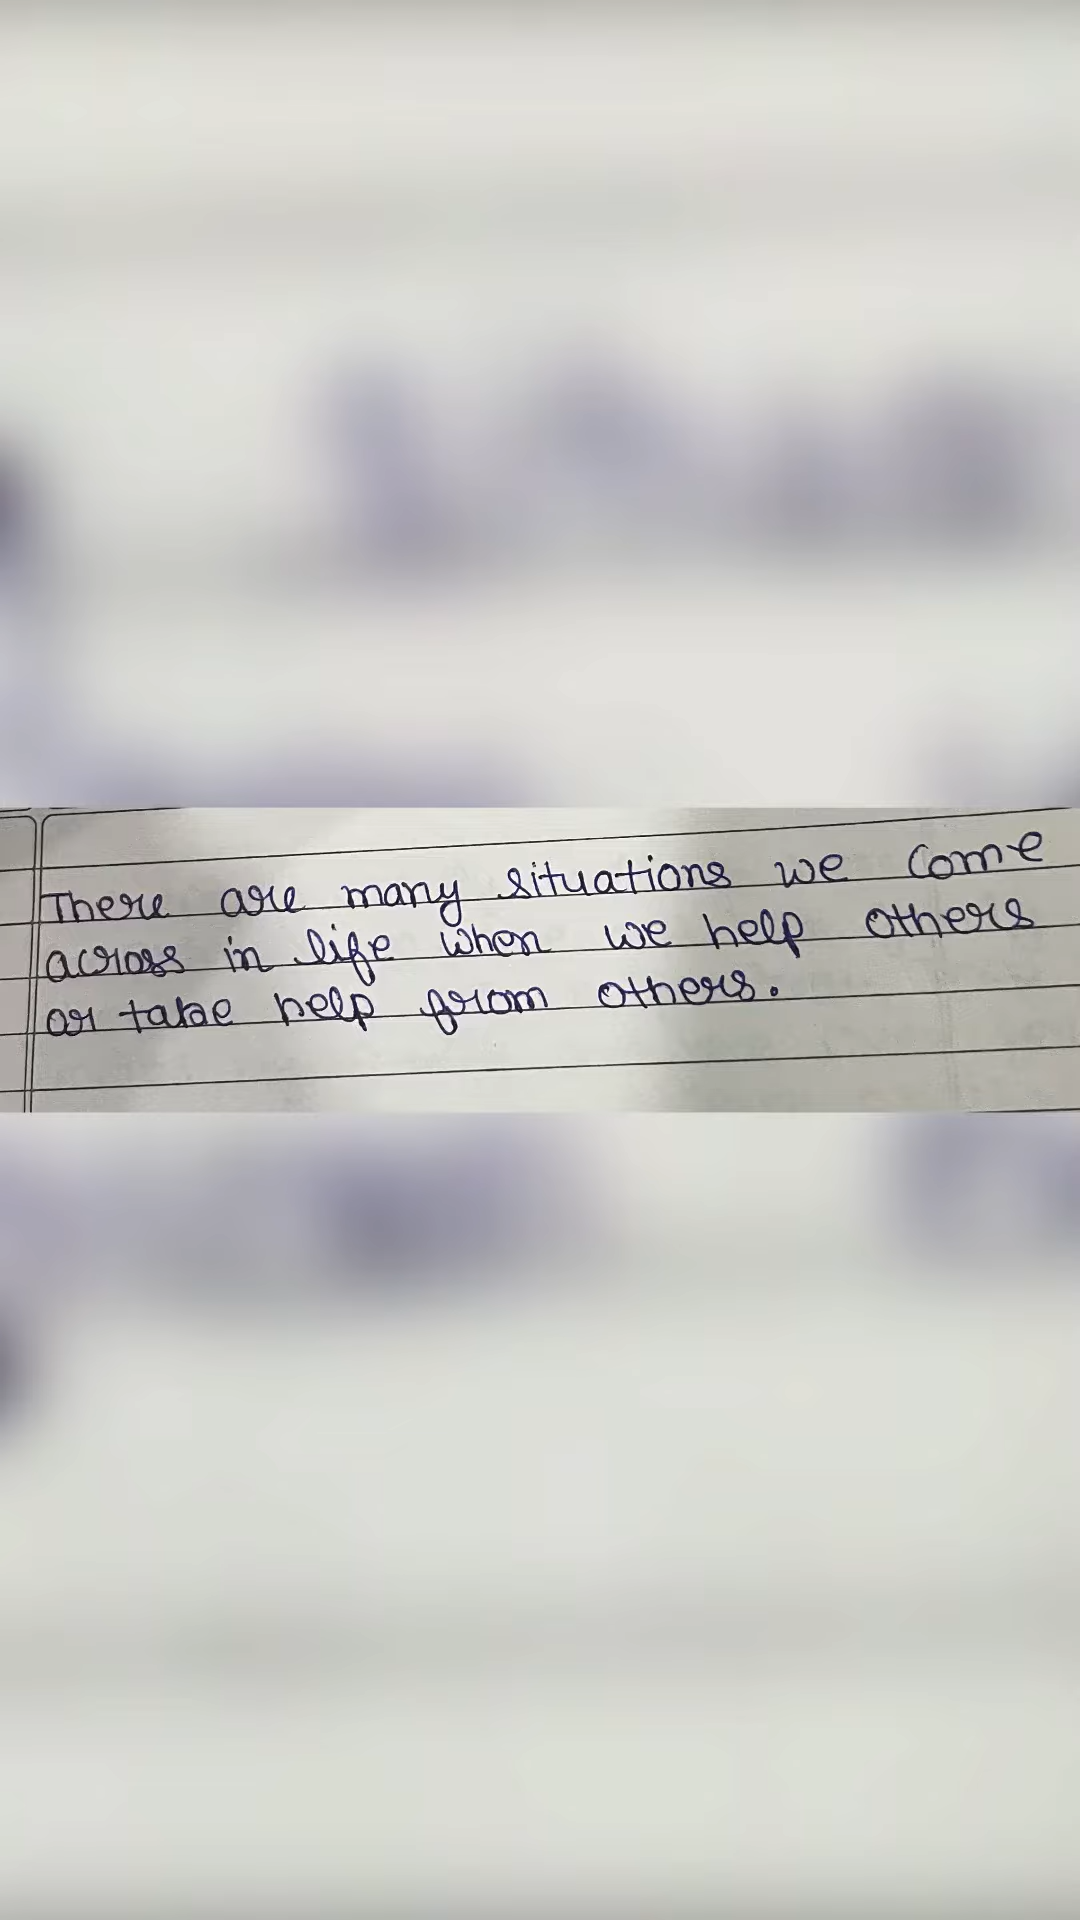 There are many situations we come
across in life when we help others
or take help from others.